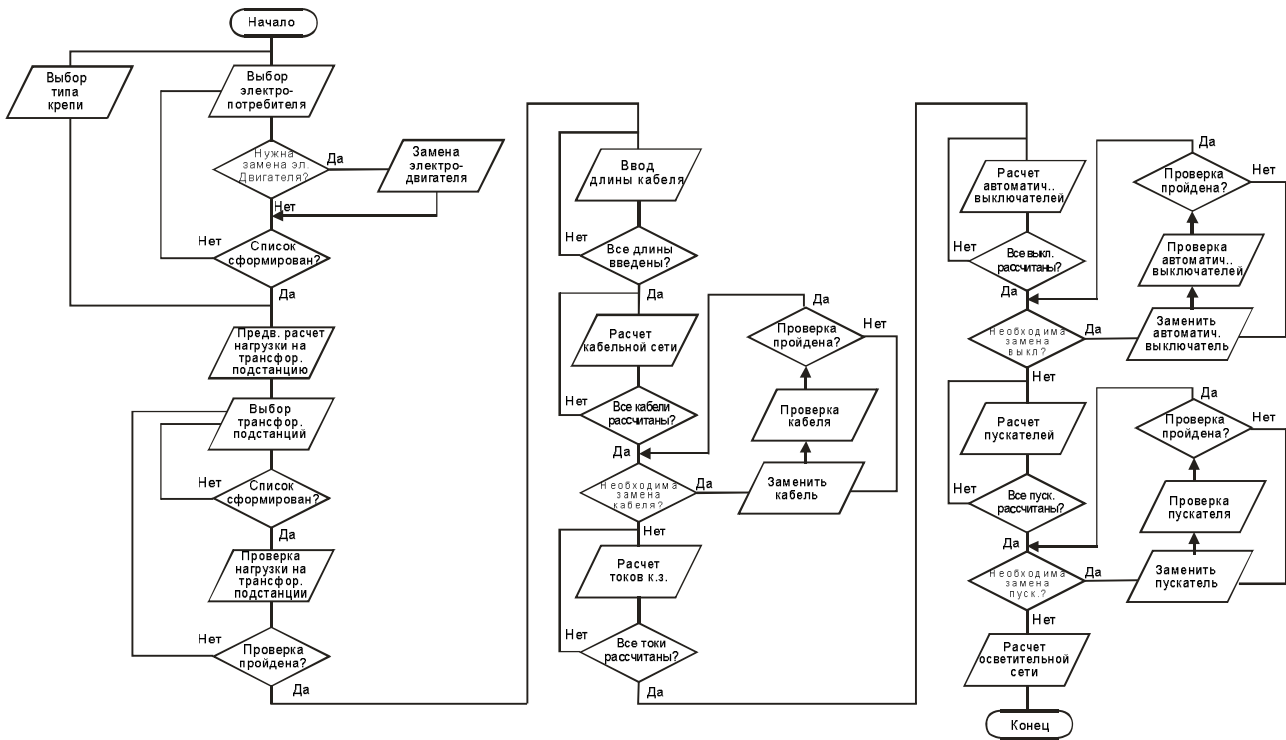 Начало
Выбор
типа
крепи
Выбор
электро-
потребителя
Нужна
замена эл.
Двигателя?
Да
Замена
электро-
двигателя
Нет
Нет
Список
сформирован?
Да
Предв. расчет
нагрузки на
трансфор.
подстанцию
Выбор
трансфор.
подстанций
Нет
Список
сформирован?
Да
Проверка
нагрузки на
трансфор.
подстанции
Нет
Проверка
пройдена?
Да
Ввод
длины кабеля
Нет
Все длины
введены?
Да
Расчет
кабельной сети
Нет
Все кабели
рассчитаны?
Да
Необходима
замена
кабеля?
Да
Заменить
кабель
Проверка
кабеля
Проверка
пройдена?
Да
Нет
Нет
Расчет
токов к.з.
Нет
Все токи
рассчитаны?
Да
Расчет
автоматич..
выключателей
Нет
Все выкл.
рассчитаны?
Да
Необходима
замена
выкл?
Да
Заменить
автоматич.
выключатель
Проверка
автоматич..
выключателей
Проверка
пройдена?
Да
Нет
Нет
Расчет
пускателей
Нет
Все пуск.
рассчитаны?
Да
Необходима
замена
пуск.?
Да
Заменить
пускатель
Проверка
пускателя
Проверка
пройдена?
Да
Нет
Нет
Расчет
осветительной
сети
Конец